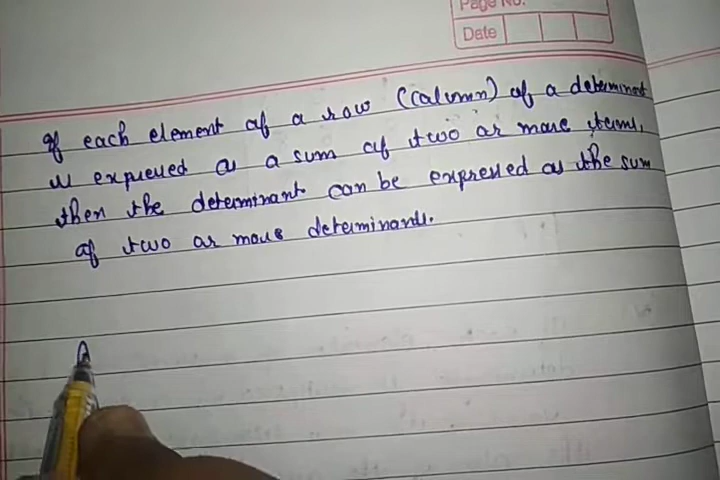 Page No.
Date
If each element of a row (column) of a determinant
is expressed as a sum of two or more terms,
then the determinant can be expressed as the sum
of two or more determinants.